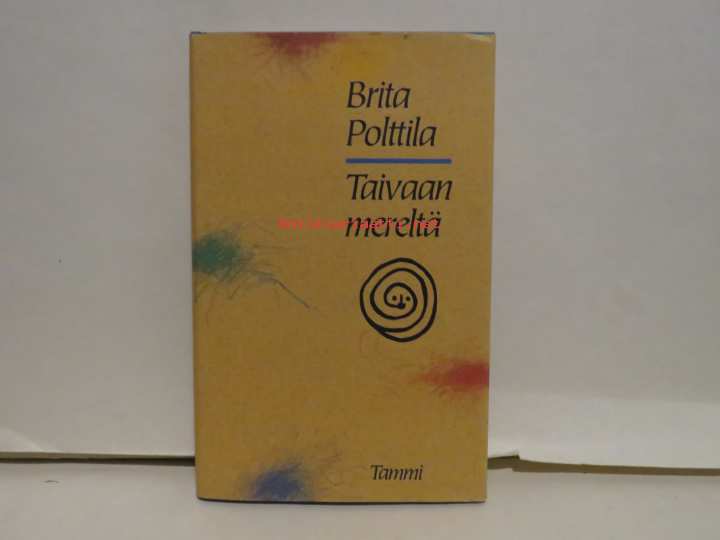 Brita
Polttila
Taivaan
mereltä
Tammi